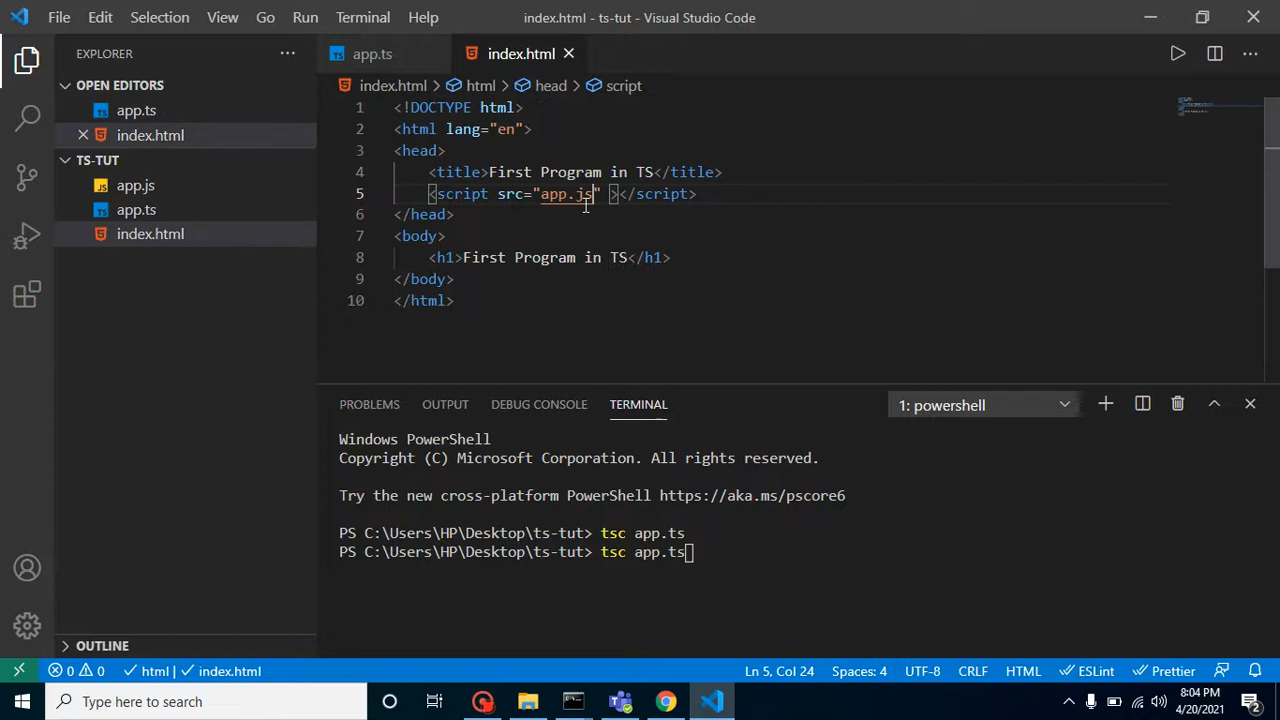 File Edit Selection View Go Run Terminal Help index.html - ts-tut - Visual Studio Code
EXPLORER
OPEN EDITORS
TS app.ts
index.html
TS-TUT
JS app.js
TS app.ts
index.html
OUTLINE
TS app.ts index.html
index.html > html > head > script
1 <!DOCTYPE html>
2 <html lang="en">
3 <head>
4 <title>First Program in TS</title>
5 <script src="app.js" ></script>
6 </head>
7 <body>
8 <h1>First Program in TS</h1>
9 </body>
10 </html>
PROBLEMS OUTPUT DEBUG CONSOLE TERMINAL 1: powershell
Windows PowerShell
Copyright (C) Microsoft Corporation. All rights reserved.
Try the new cross-platform PowerShell https://aka.ms/pscore6
PS C:\Users\HP\Desktop\ts-tut> tsc app.ts
PS C:\Users\HP\Desktop\ts-tut> tsc app.ts
0 0 html | index.html Ln 5, Col 24 Spaces: 4 UTF-8 CRLF HTML ESLint Prettier
Type here to search
8:04 PM
4/20/2021
2